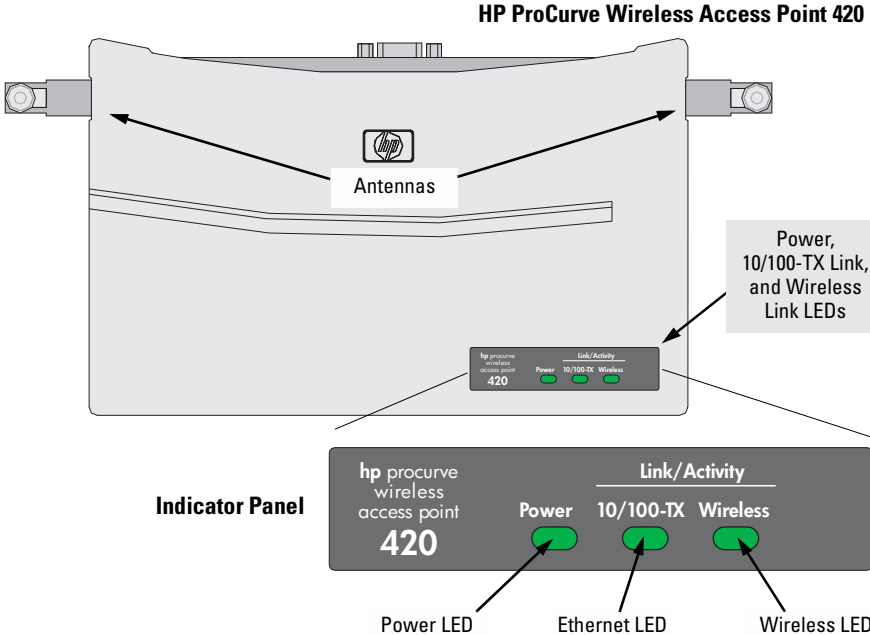 HP ProCurve Wireless Access Point 420
hp
Antennas
Power,
10/100-TX Link,
and Wireless
Link LEDs
hp procurve
wireless
access point
420
Link/Activity
Power 10/100-TX Wireless
Indicator Panel
hp procurve
wireless
access point
420
Link/Activity
Power 10/100-TX Wireless
Power LED Ethernet LED Wireless LED